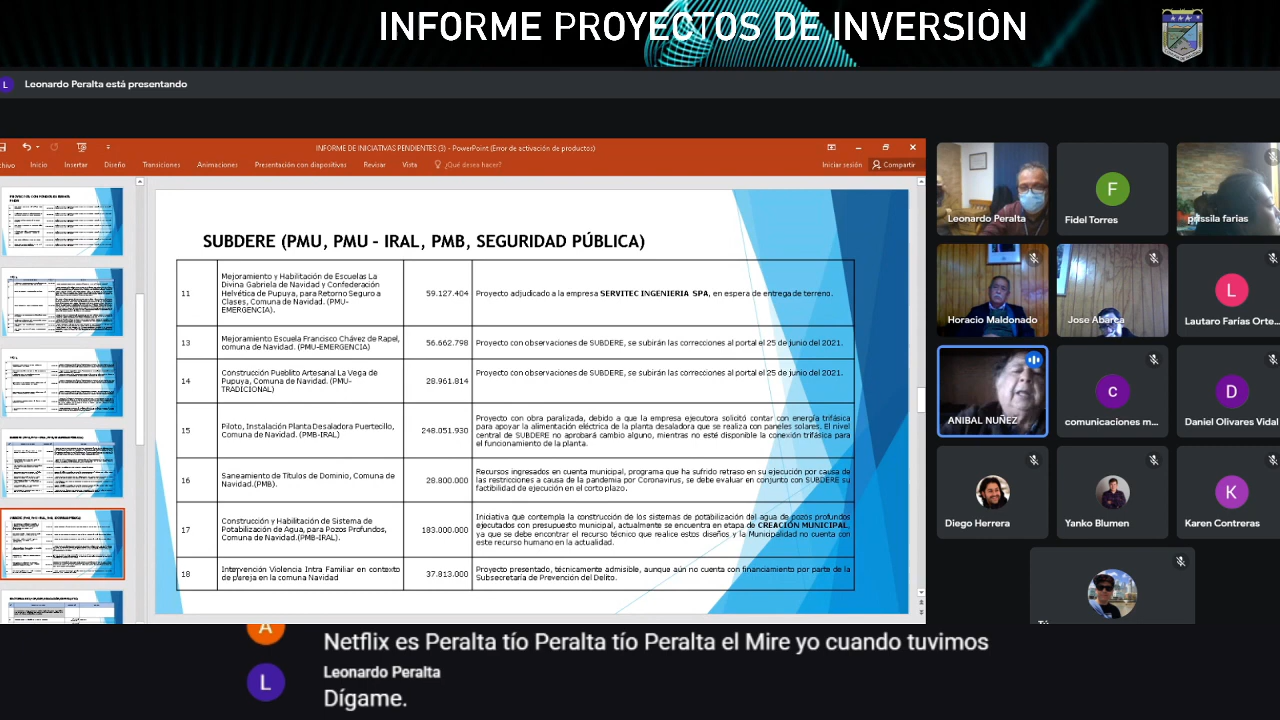 INFORME PROYECTOS DE INVERSIÓN
L
Leonardo Peralta está presentando
INFORME DE INICIATIVAS PENDIENTES (3) - PowerPoint (Error de activación de productos)
Inicio
Insertar
Diseño
Transiciones
Animaciones
Presentación con diapositivas
Revisar
Vista
¿Qué desea hacer?
Iniciar sesión
Compartir
SUBDERE (PMU, PMU – IRAL, PMB, SEGURIDAD PÚBLICA)
11
Mejoramiento y Habilitación de Escuelas La
Divina Gabriela de Navidad y Confederación
Helvética de Pupuya, para Retorno Seguro a
Clases, Comuna de Navidad. (PMU-
EMERGENCIA).
59.127.404
Proyecto adjudicado a la empresa SERVITEC INGENIERIA SPA, en espera de entrega de terreno.
13
Mejoramiento Escuela Francisco Chávez de Rapel,
comuna de Navidad. (PMU-EMERGENCIA)
56.662.798
Proyecto con observaciones de SUBDERE, se subirán las correcciones al portal el 25 de junio del 2021.
14
Construcción Pueblito Artesanal La Vega de
Pupuya, Comuna de Navidad. (PMU-
TRADICIONAL)
28.961.814
Proyecto con observaciones de SUBDERE, se subirán las correcciones al portal el 25 de junio del 2021.
15
Piloto, Instalación Planta Desaladora Puertecillo,
Comuna de Navidad. (PMB-IRAL)
248.051.930
Proyecto con obra paralizada, debido a que la empresa ejecutora solicitó contar con energía trifásica
para apoyar la alimentación eléctrica de la planta desaladora que se realiza con paneles solares. El nivel
central de SUBDERE no aprobará cambio alguno, mientras no esté disponible la conexión trifásica para
el funcionamiento de la planta.
16
Saneamiento de Títulos de Dominio, Comuna de
Navidad.(PMB).
28.800.000
Recursos ingresados en cuenta municipal, programa que ha sufrido retraso en su ejecución por causa de
las restricciones a causa de la pandemia por Coronavirus, se debe evaluar en conjunto con SUBDERE su
factibilidad de ejecución en el corto plazo.
17
Construcción y Habilitación de Sistema de
Potabilización de Agua, para Pozos Profundos,
Comuna de Navidad.(PMB-IRAL).
183.000.000
Iniciativa que contempla la construcción de los sistemas de potabilización del agua de pozos profundos
ejecutados con presupuesto municipal, actualmente se encuentra en etapa de CREACIÓN MUNICIPAL,
ya que se debe encontrar el recurso técnico que realice estos diseños y la Municipalidad no cuenta con
este recurso humano en la actualidad.
18
Intervención Violencia Intra Familiar en contexto
de pareja en la comuna Navidad
37.813.000
Proyecto presentado, técnicamente admisible, aunque aún no cuenta con financiamiento por parte de la
Subsecretaría de Prevención del Delito.
Leonardo Peralta
F
Fidel Torres
prissila farias
Horacio Maldonado
Jose Abarca
L
Lautaro Farías Orte...
ANIBAL NUÑEZ
c
comunicaciones m...
D
Daniel Olivares Vidal
Diego Herrera
Yanko Blumen
K
Karen Contreras
A
Netflix es Peralta tío Peralta tío Peralta el Mire yo cuando tuvimos
L
Leonardo Peralta
Dígame.